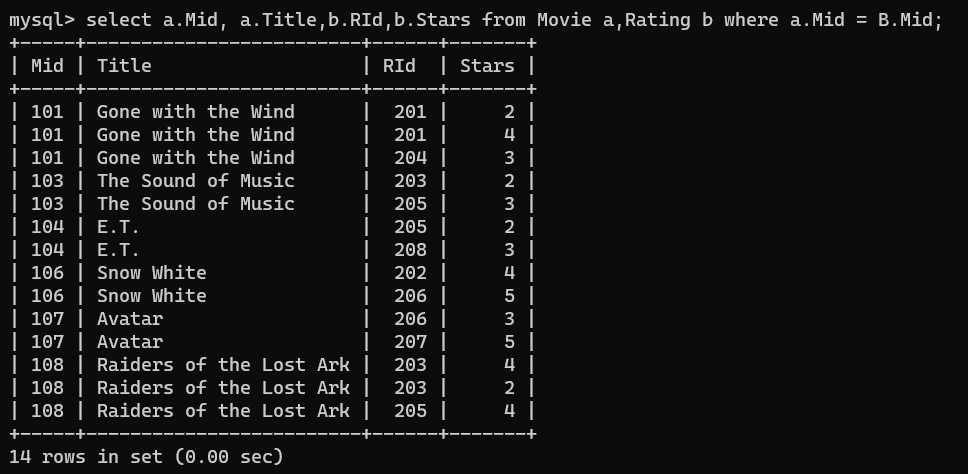 mysql> select a.Mid, a.Title,b.RId,b.Stars from Movie a,Rating b where a.Mid = B.Mid;
+-----+-------------------------+------+-------+
| Mid | Title                   | RId  | Stars |
+-----+-------------------------+------+-------+
| 101 | Gone with the Wind      |  201 |     2 |
| 101 | Gone with the Wind      |  201 |     4 |
| 101 | Gone with the Wind      |  204 |     3 |
| 103 | The Sound of Music      |  203 |     2 |
| 103 | The Sound of Music      |  205 |     3 |
| 104 | E.T.                    |  205 |     2 |
| 104 | E.T.                    |  208 |     3 |
| 106 | Snow White              |  202 |     4 |
| 106 | Snow White              |  206 |     5 |
| 107 | Avatar                  |  206 |     3 |
| 107 | Avatar                  |  207 |     5 |
| 108 | Raiders of the Lost Ark |  203 |     4 |
| 108 | Raiders of the Lost Ark |  203 |     2 |
| 108 | Raiders of the Lost Ark |  205 |     4 |
+-----+-------------------------+------+-------+
14 rows in set (0.00 sec)